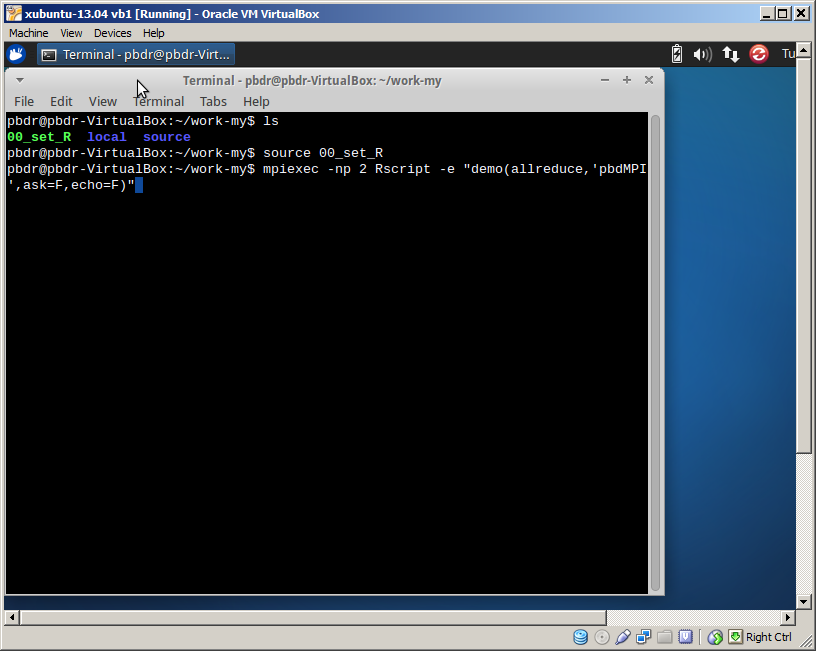 xubuntu-13.04 vb1 [Running] - Oracle VM VirtualBox
Machine View Devices Help
Terminal - pbdr@pbdr-Virt... Tu
Terminal - pbdr@pbdr-VirtualBox: ~/work-my
File Edit View Terminal Tabs Help
pbdr@pbdr-VirtualBox:~/work-my$ ls
00_set_R local source
pbdr@pbdr-VirtualBox:~/work-my$ source 00_set_R
pbdr@pbdr-VirtualBox:~/work-my$ mpiexec -np 2 Rscript -e "demo(allreduce,'pbdMPI
',ask=F,echo=F)"
Right Ctrl